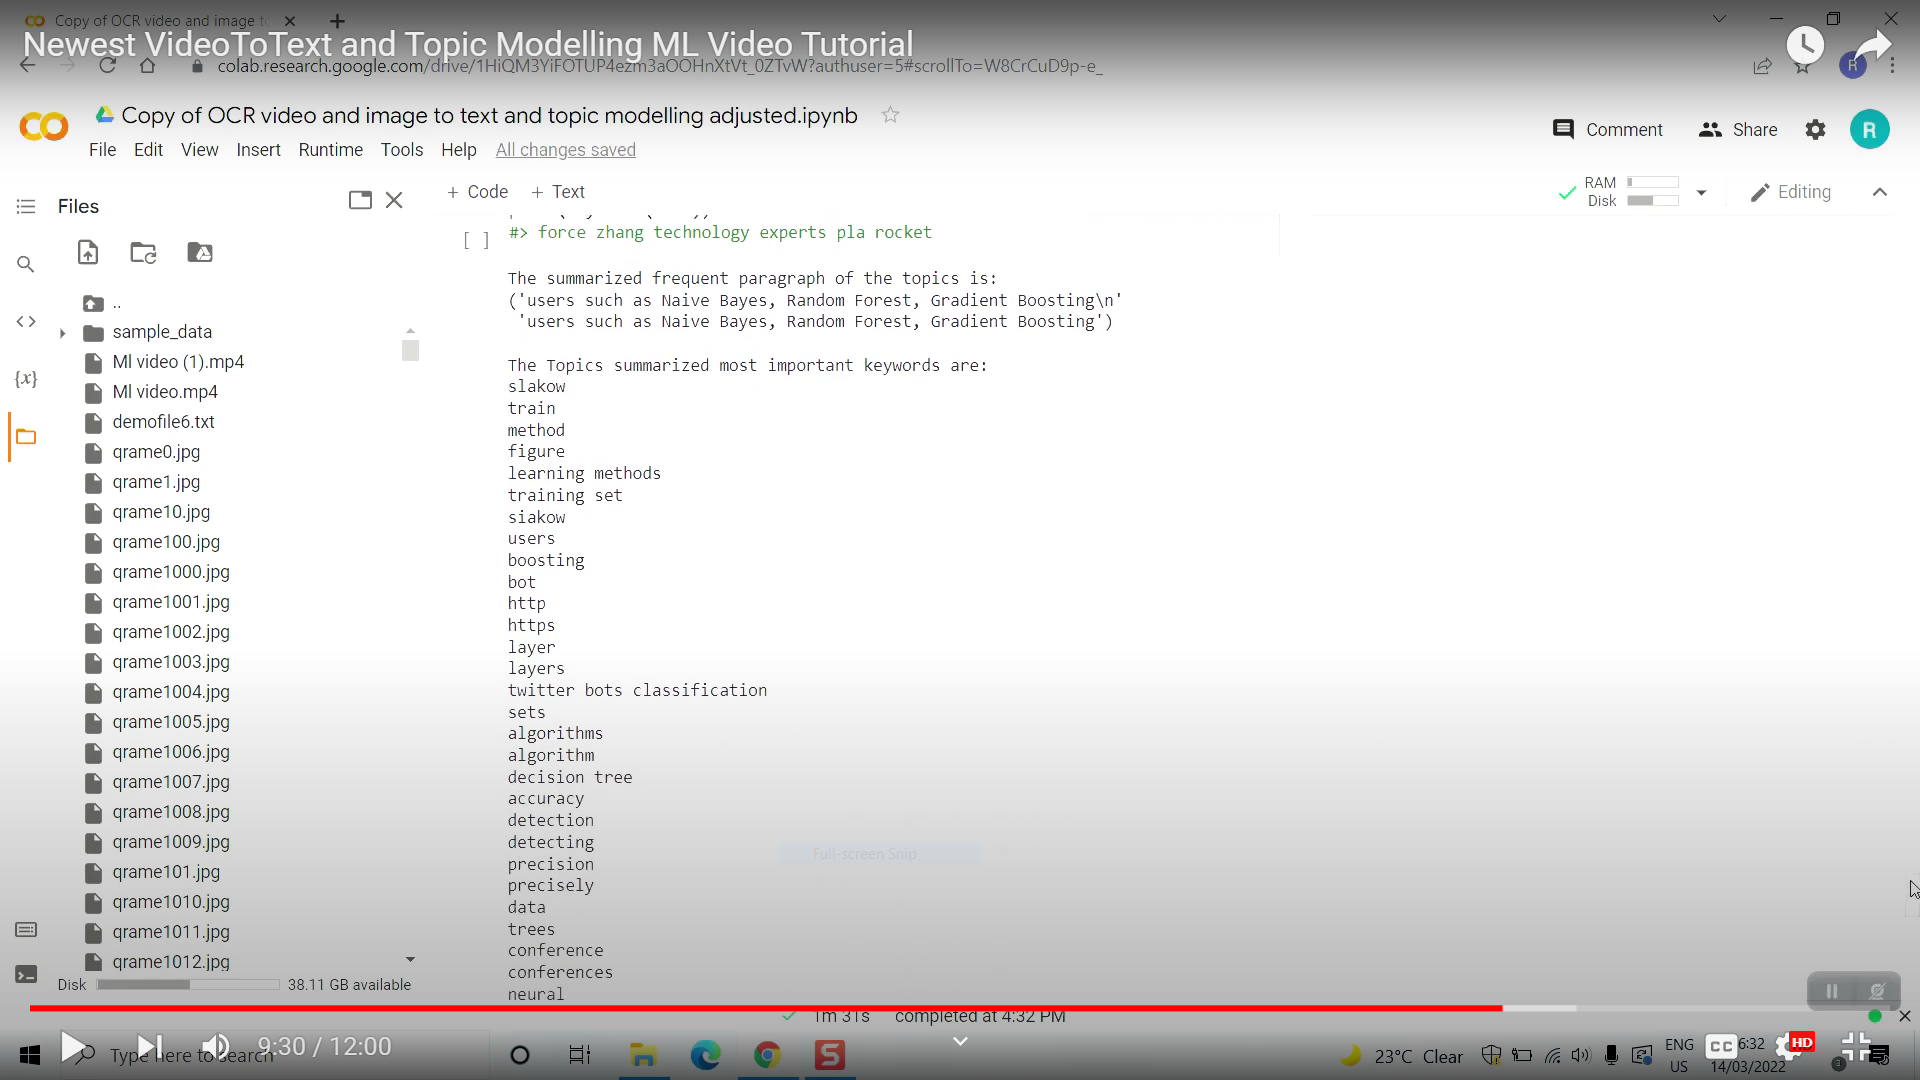 Copy of OCR video and image to
Newest VideoToText and Topic Modelling ML Video Tutorial
colab.research.google.com/drive/1HiQM3YiFOTUP4ezm3aOOHnXtVt_0ZTvW?authuser=5#scrollTo=W8CrCuD9p-e_
R
Copy of OCR video and image to text and topic modelling adjusted.ipynb
Comment Share R
File Edit View Insert Runtime Tools Help All changes saved
Files
+ Code + Text
RAM
Disk
Editing
[ ]
#> force zhang technology experts pla rocket
The summarized frequent paragraph of the topics is:
('users such as Naive Bayes, Random Forest, Gradient Boosting\n'
'users such as Naive Bayes, Random Forest, Gradient Boosting')
The Topics summarized most important keywords are:
slakow
train
method
figure
learning methods
training set
siakow
users
boosting
bot
http
https
layer
layers
twitter bots classification
sets
algorithms
algorithm
decision tree
accuracy
detection
detecting
precision
precisely
data
trees
conference
conferences
neural
{x}
..
sample_data
Ml video (1).mp4
Ml video.mp4
demofile6.txt
qrame0.jpg
qrame1.jpg
qrame10.jpg
qrame100.jpg
qrame1000.jpg
qrame1001.jpg
qrame1002.jpg
qrame1003.jpg
qrame1004.jpg
qrame1005.jpg
qrame1006.jpg
qrame1007.jpg
qrame1008.jpg
qrame1009.jpg
qrame101.jpg
qrame1010.jpg
qrame1011.jpg
qrame1012.jpg
Disk 38.11 GB available
Full-screen Snip
1m 31s completed at 4:32 PM
Type here to search
9:30 / 12:00
S
23°C Clear
ENG
US
CC
6:32
HD
14/03/2022
3